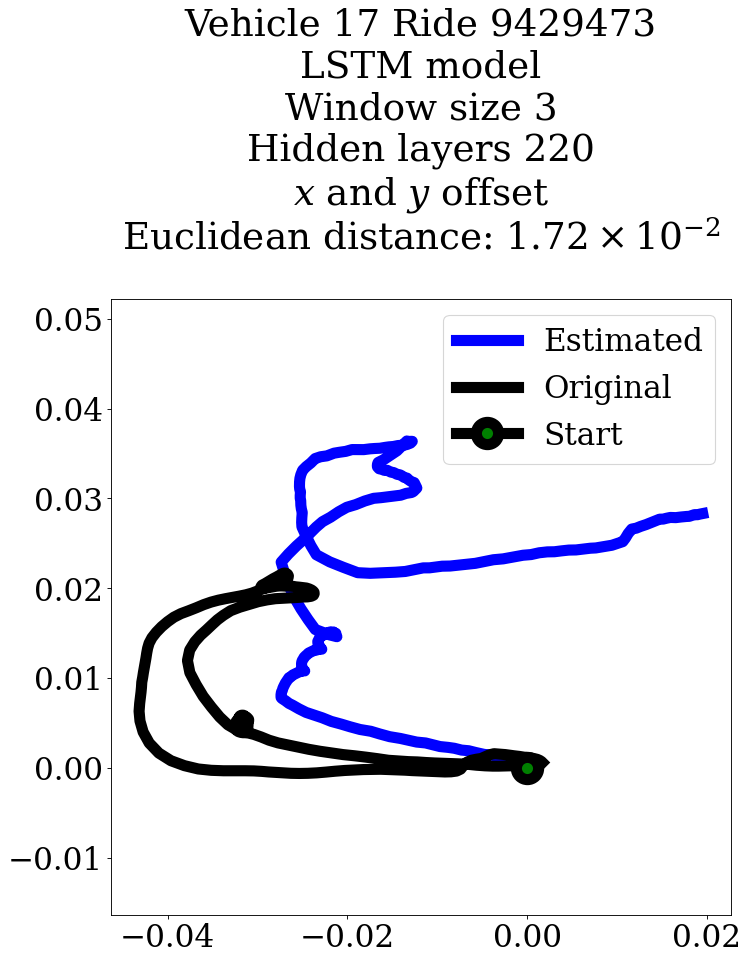 Vehicle 17 Ride 9429473
LSTM model
Window size 3
Hidden layers 220
x and y offset
Euclidean distance: 1.72 × 10⁻²
Estimated
Original
Start
0.05
0.04
0.03
0.02
0.01
0.00
−0.01
−0.04
−0.02
0.00
0.02